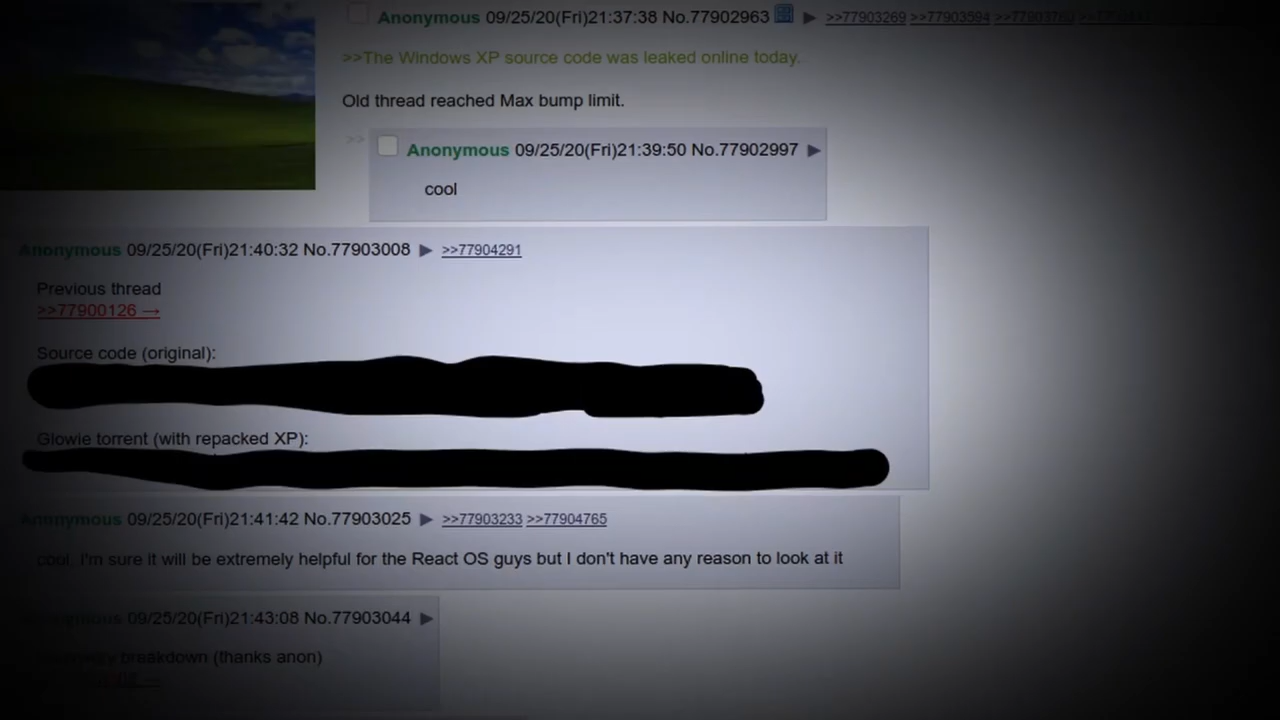 Anonymous 09/25/20(Fri)21:37:38 No.77902963 ▶ >>77903269 >>77903594 >>77903760
>>The Windows XP source code was leaked online today.
Old thread reached Max bump limit.
>>
Anonymous 09/25/20(Fri)21:39:50 No.77902997 ▶
cool
Anonymous 09/25/20(Fri)21:40:32 No.77903008 ▶ >>77904291
Previous thread
>>77900126 →
Source code (original):
Glowie torrent (with repacked XP):
Anonymous 09/25/20(Fri)21:41:42 No.77903025 ▶ >>77903233 >>77904765
cool. I'm sure it will be extremely helpful for the React OS guys but I don't have any reason to look at it
Anonymous 09/25/20(Fri)21:43:08 No.77903044 ▶
breakdown (thanks anon)